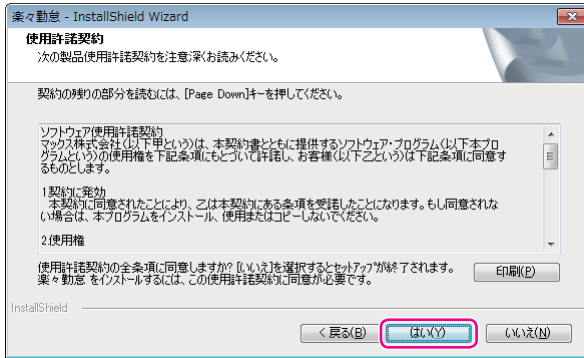 楽々勤怠 - InstallShield Wizard
使用許諾契約
次の製品使用許諾契約を注意深くお読みください。
契約の残りの部分を読むには、[Page Down]キーを押してください。
ソフトウェア使用許諾契約
マックス株式会社(以下甲という)は、本契約書とともに提供するソフトウェア・プログラム(以下本プロ
グラムという)の使用権を下記条項にもとづいて許諾し、お客様(以下乙という)は下記条項に同意す
るものとします。
1.契約に発効
本契約に同意されたことにより、乙は本契約にある条項を受諾したことになります。もし同意されな
い場合は、本プログラムをインストール、使用またはコピーしないでください。
2.使用権
使用許諾契約の全条項に同意しますか? [いいえ]を選択するとセットアップが終了されます。
楽々勤怠 をインストールするには、この使用許諾契約に同意が必要です。
印刷(P)
InstallShield
< 戻る(B)
はい(Y)
いいえ(N)